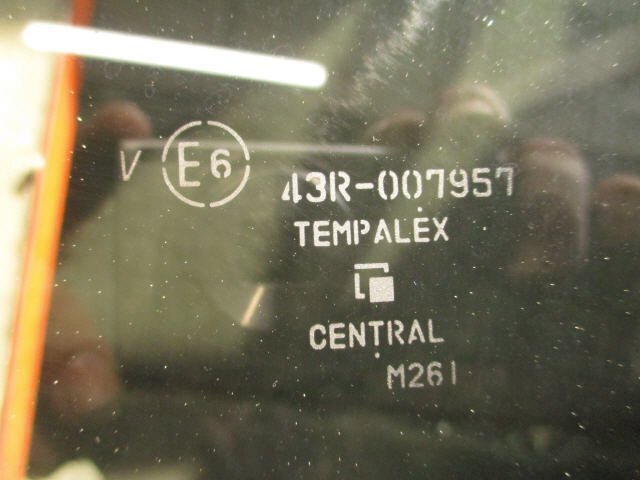 V E6 43R-007957
TEMPALEX
CENTRAL
M261